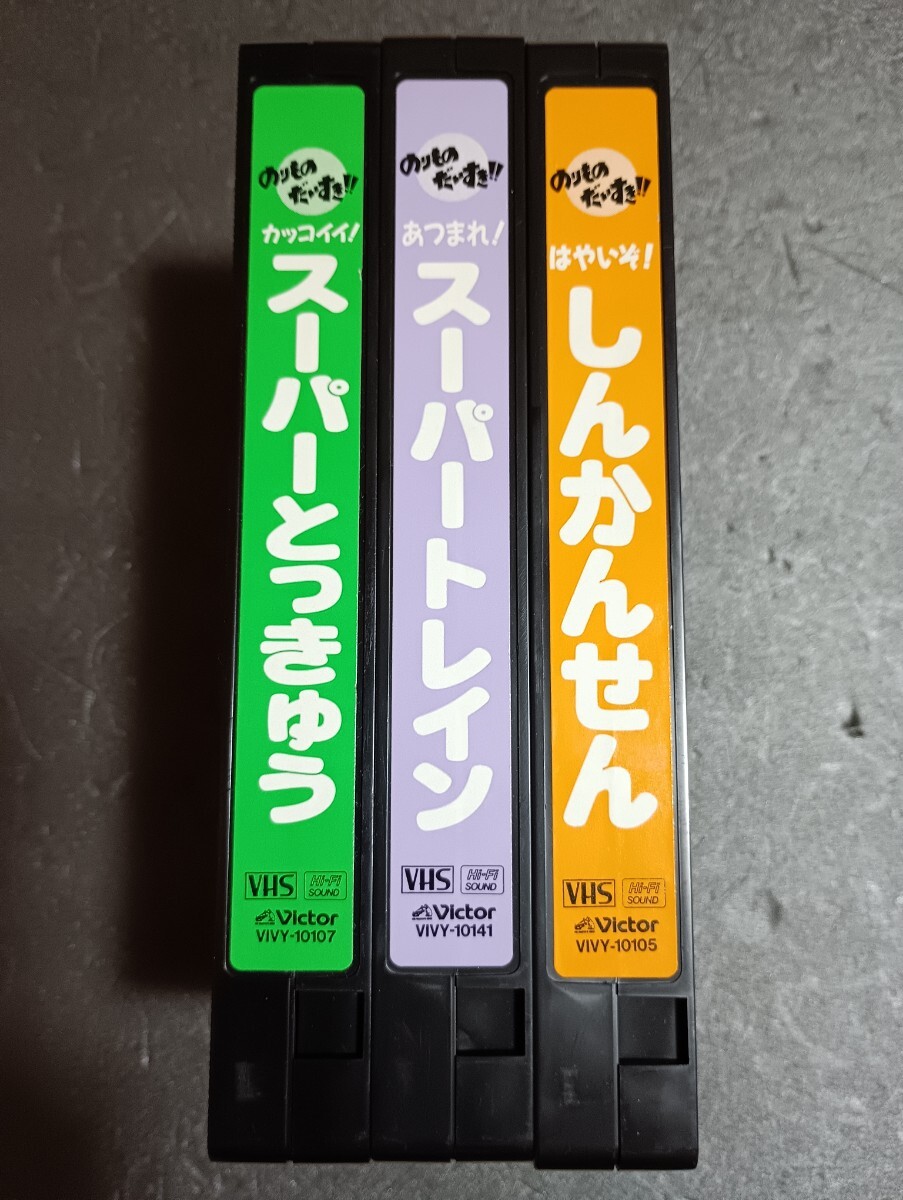 のりもの
だいすき!!
カッコイイ!
スーパーとっきゅう
VHS
Hi-Fi
SOUND
Victor
VIVY-10107
のりもの
だいすき!!
あつまれ!
スーパートレイン
VHS
Hi-Fi
SOUND
Victor
VIVY-10141
のりもの
だいすき!!
はやいぞ!
しんかんせん
VHS
Hi-Fi
SOUND
Victor
VIVY-10105